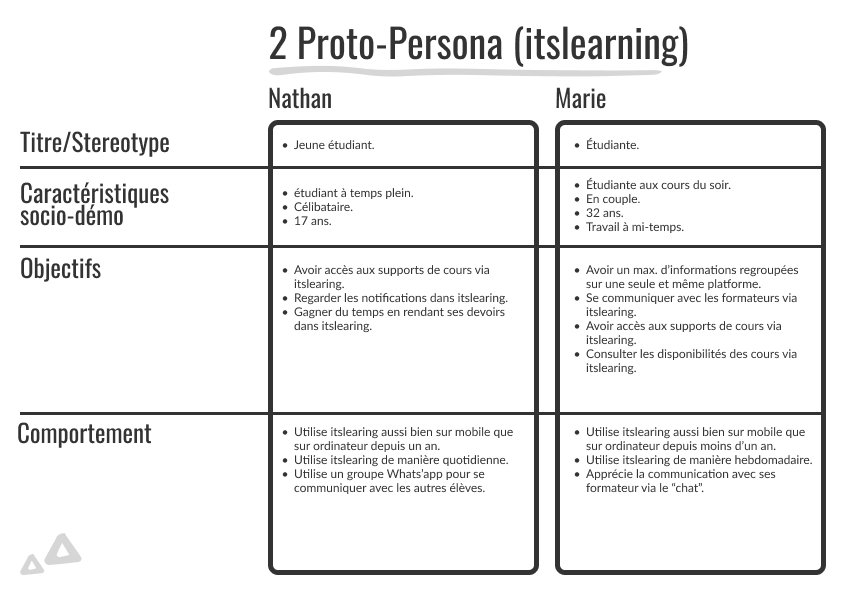 2 Proto-Persona (itslearning)
Nathan
Marie
Titre/Stereotype
• Jeune étudiant.
• Étudiante.
Caractéristiques
socio-démo
• étudiant à temps plein.
• Célibataire.
• 17 ans.
• Étudiante aux cours du soir.
• En couple.
• 32 ans.
• Travail à mi-temps.
Objectifs
• Avoir accès aux supports de cours via
itslearing.
• Regarder les notifications dans itslearing.
• Gagner du temps en rendant ses devoirs
dans itslearing.
• Avoir un max. d'informations regroupées
sur une seule et même platforme.
• Se communiquer avec les formateurs via
itslearing.
• Avoir accès aux supports de cours via
itslearing.
• Consulter les disponibilités des cours via
itslearing.
Comportement
• Utilise itslearing aussi bien sur mobile que
sur ordinateur depuis un an.
• Utilise itslearing de manière quotidienne.
• Utilise un groupe Whats'app pour se
communiquer avec les autres élèves.
• Utilise itslearing aussi bien sur mobile que
sur ordinateur depuis moins d'un an.
• Utilise itslearing de manière hebdomadaire.
• Apprécie la communication avec ses
formateur via le "chat".